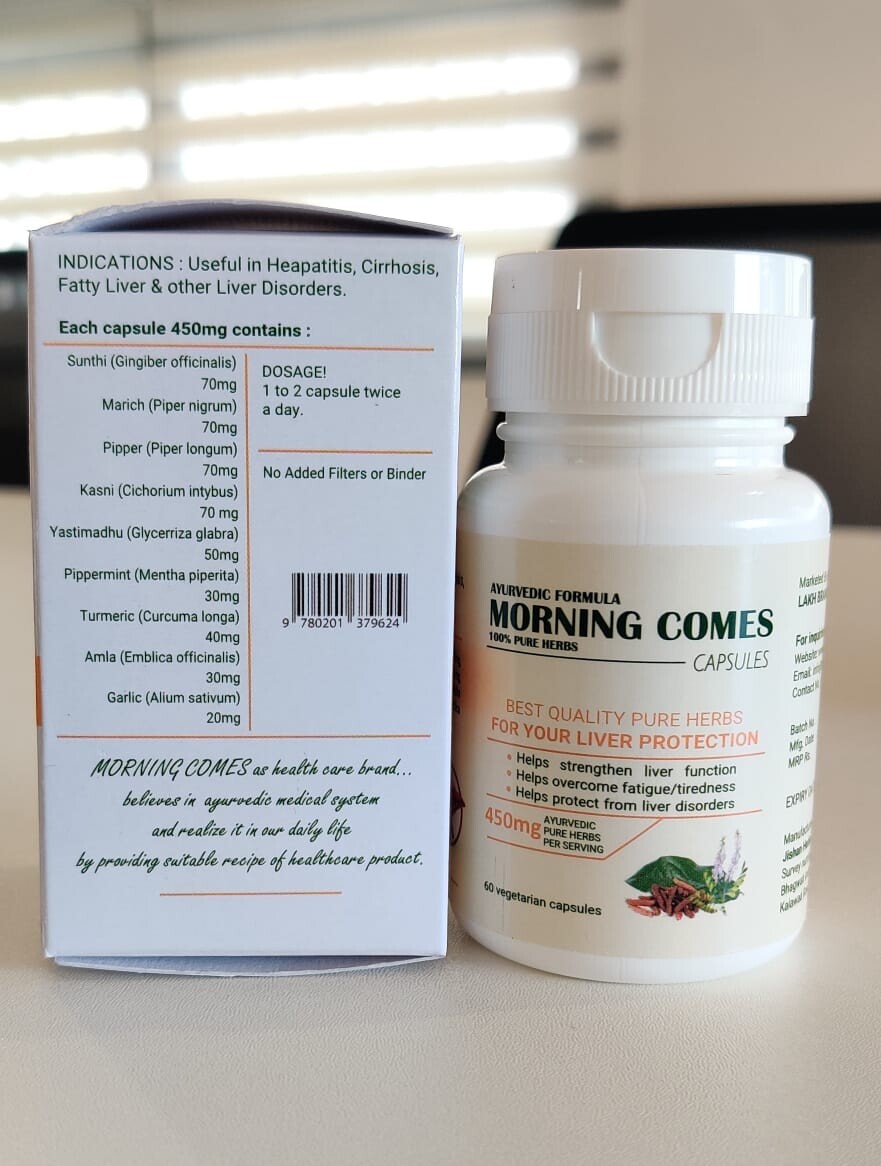 INDICATIONS : Useful in Heapatitis, Cirrhosis,
Fatty Liver & other Liver Disorders.
Each capsule 450mg contains :
Sunthi (Gingiber officinalis)
70mg
Marich (Piper nigrum)
70mg
Pipper (Piper longum)
70mg
Kasni (Cichorium intybus)
70 mg
Yastimadhu (Glycerriza glabra)
50mg
Pippermint (Mentha piperita)
30mg
Turmeric (Curcuma longa)
40mg
Amla (Emblica officinalis)
30mg
Garlic (Alium sativum)
20mg
DOSAGE!
1 to 2 capsule twice
a day.
No Added Filters or Binder
9 780201 379624
MORNING COMES as health care brand...
believes in ayurvedic medical system
and realize it in our daily life
by providing suitable recipe of healthcare product.
AYURVEDIC FORMULA
MORNING COMES
100% PURE HERBS
CAPSULES
BEST QUALITY PURE HERBS
FOR YOUR LIVER PROTECTION
• Helps strengthen liver function
• Helps overcome fatigue/tiredness
• Helps protect from liver disorders
450mg
AYURVEDIC
PURE HERBS
PER SERVING
60 vegetarian capsules
Marketed
LAKH
For
Website
Email
Contact
Batch No.
Mfg. Date
MRP Rs.
EXPIRY
Jishan
Survey